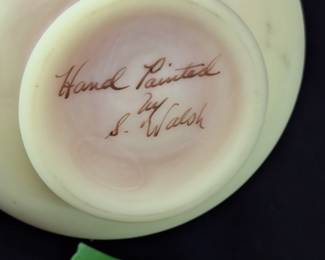 Hand Painted
by
S. Walsh